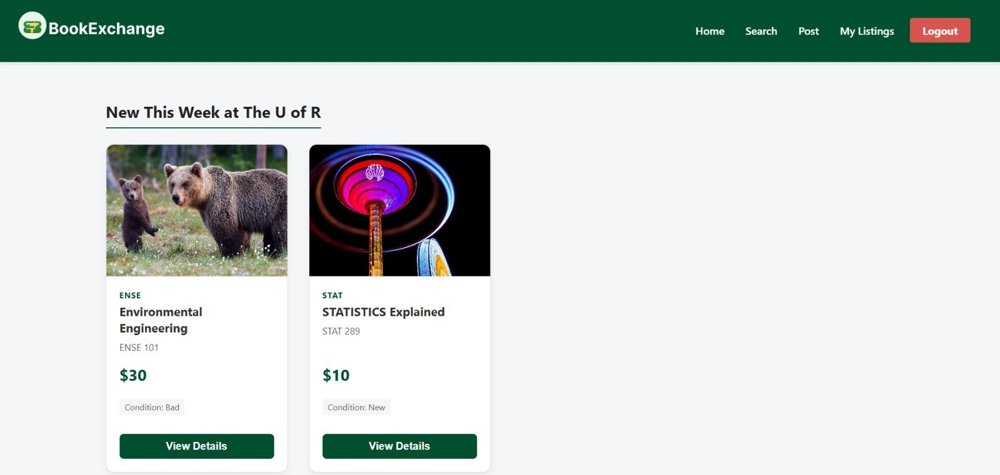 BookExchange
Home
Search
Post
My Listings
Logout
New This Week at The U of R
ENSE
Environmental
Engineering
ENSE 101
$30
Condition: Bad
View Details
STAT
STATISTICS Explained
STAT 289
$10
Condition: New
View Details